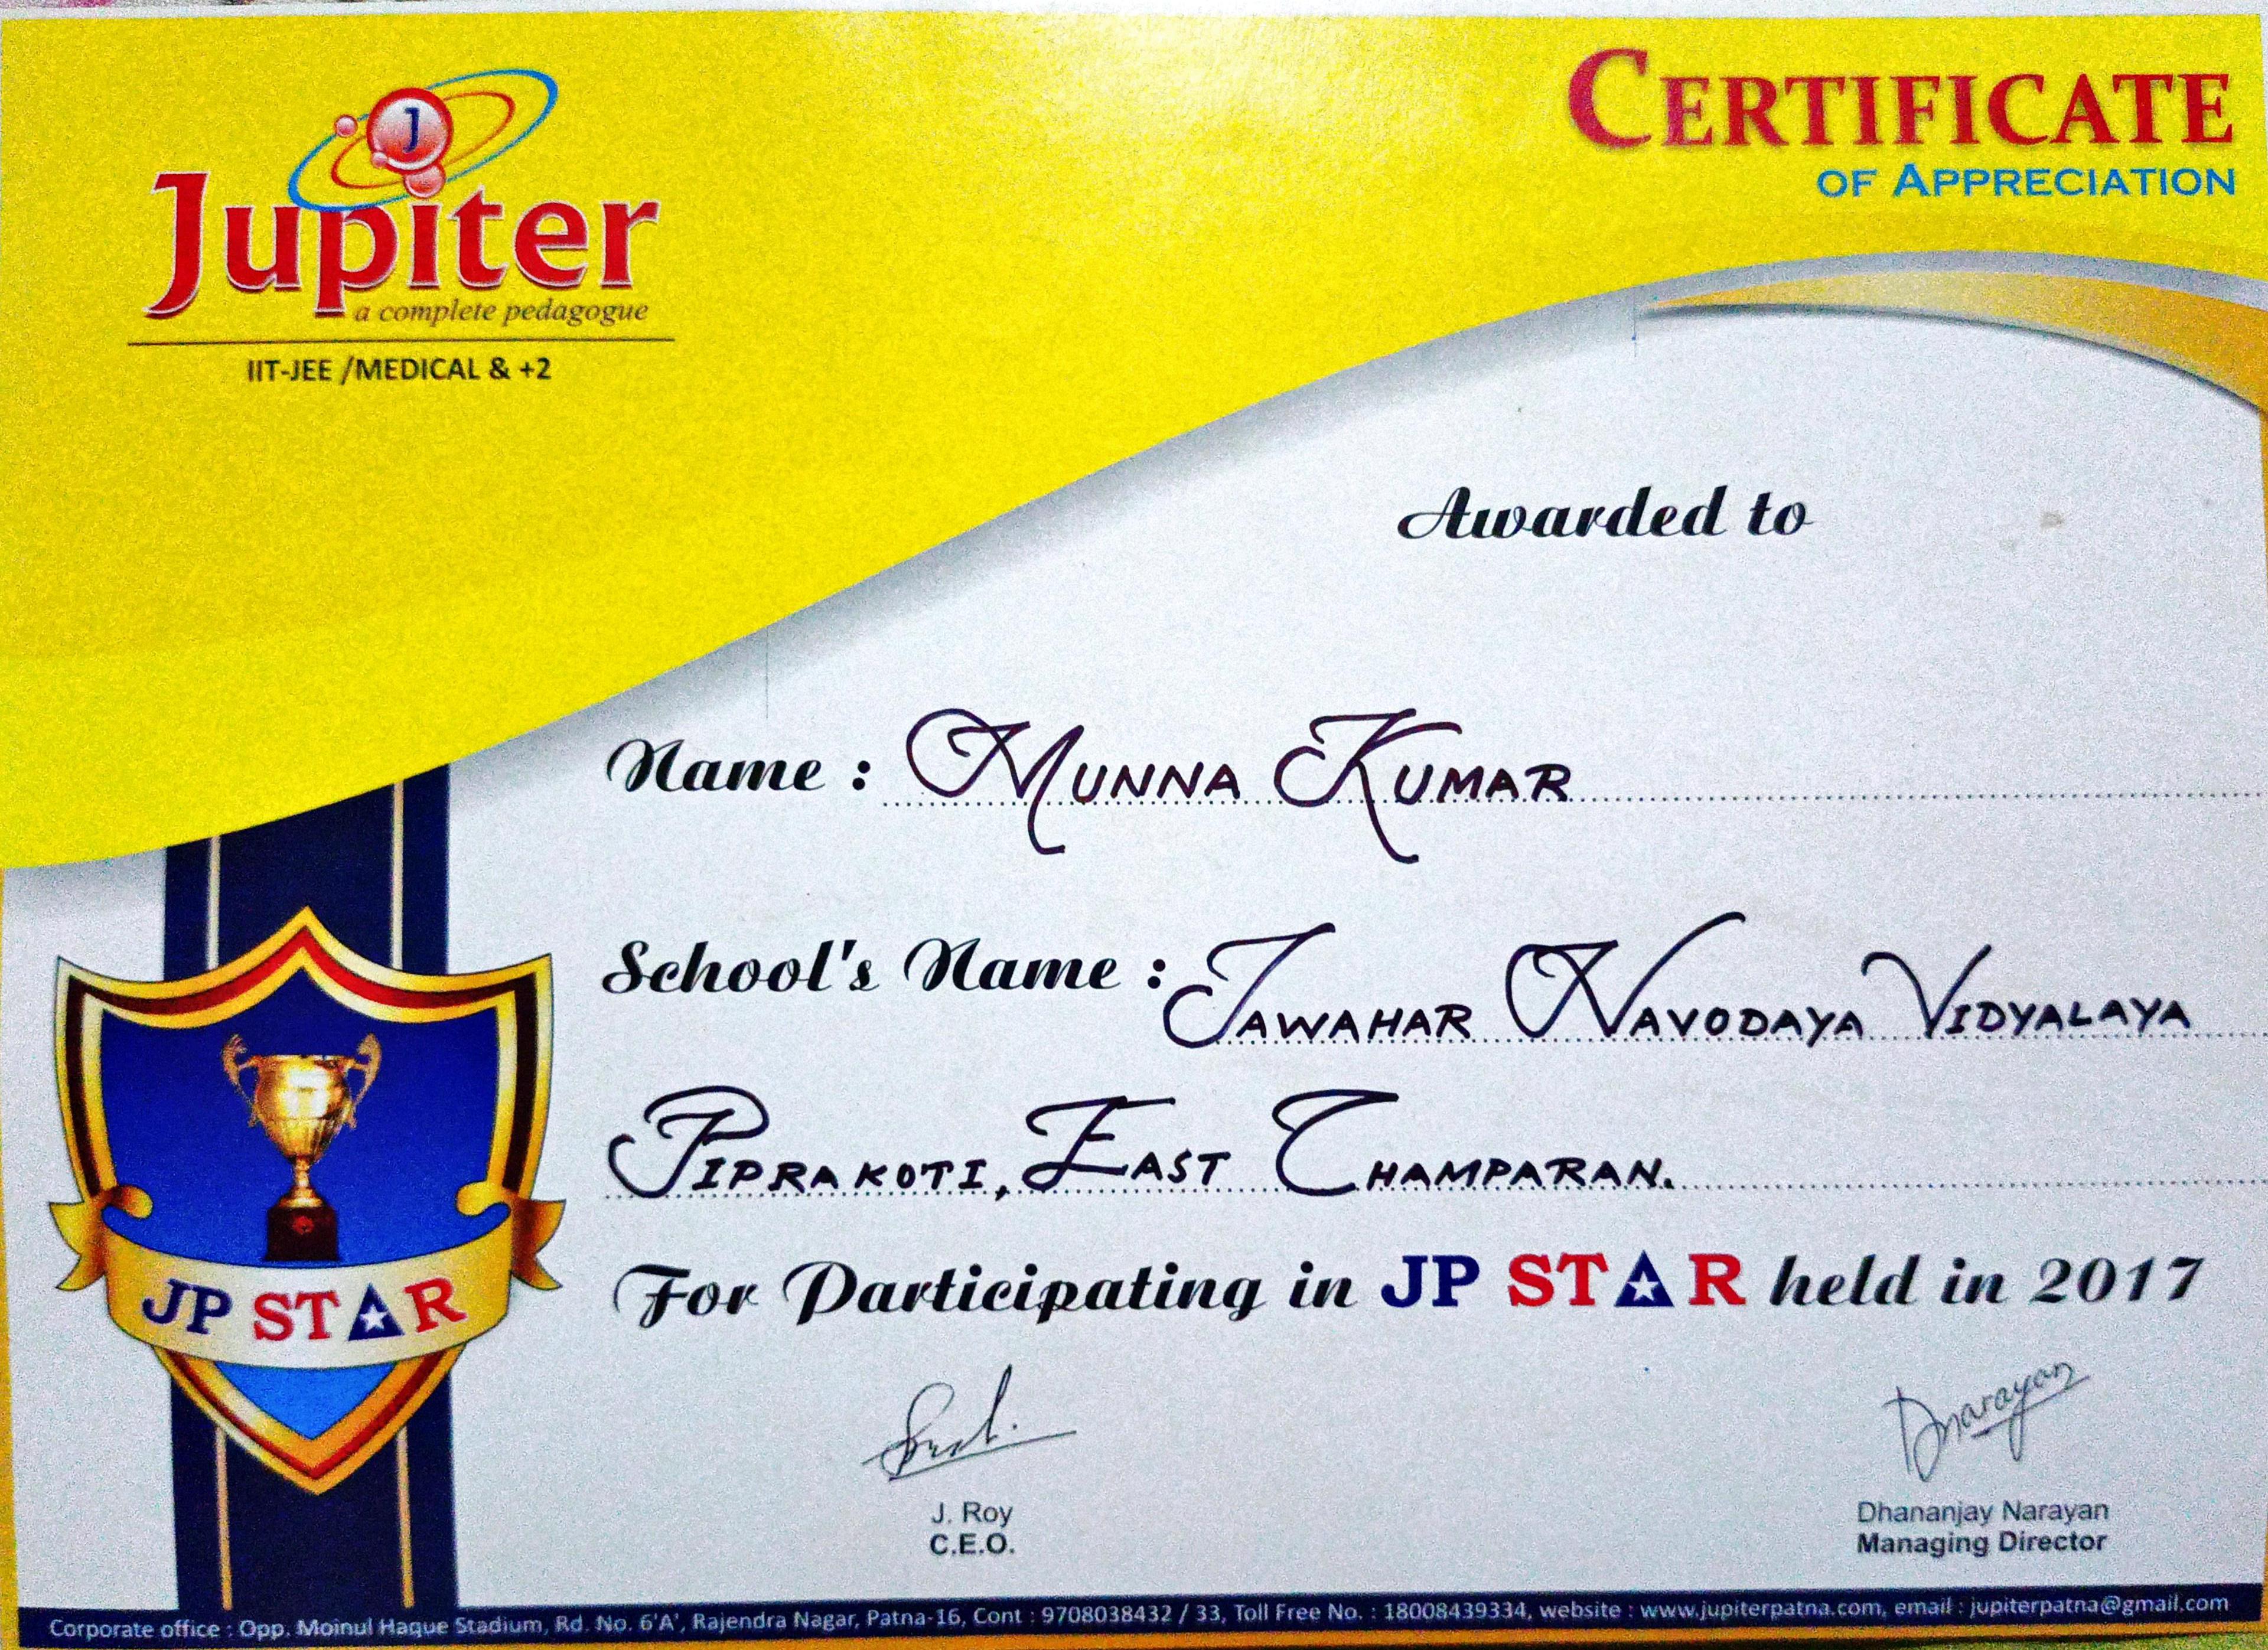 J
Jupiter
a complete pedagogue
IIT-JEE /MEDICAL & +2
CERTIFICATE
OF APPRECIATION
Awarded to
Name : MUNNA KUMAR
School's Name : JAWAHAR NAVODAYA VIDYALAYA
PIPRAKOTI, EAST CHAMPARAN.
For Participating in JP STAR held in 2017
JP STAR
Dnarayan
J. Roy
C.E.O.
Dhananjay Narayan
Managing Director
Corporate office : Opp. Moinul Haque Stadium, Rd. No. 6'A', Rajendra Nagar, Patna-16, Cont : 9708038432 / 33, Toll Free No. : 18008439334, website : www.jupiterpatna.com, email : jupiterpatna@gmail.com